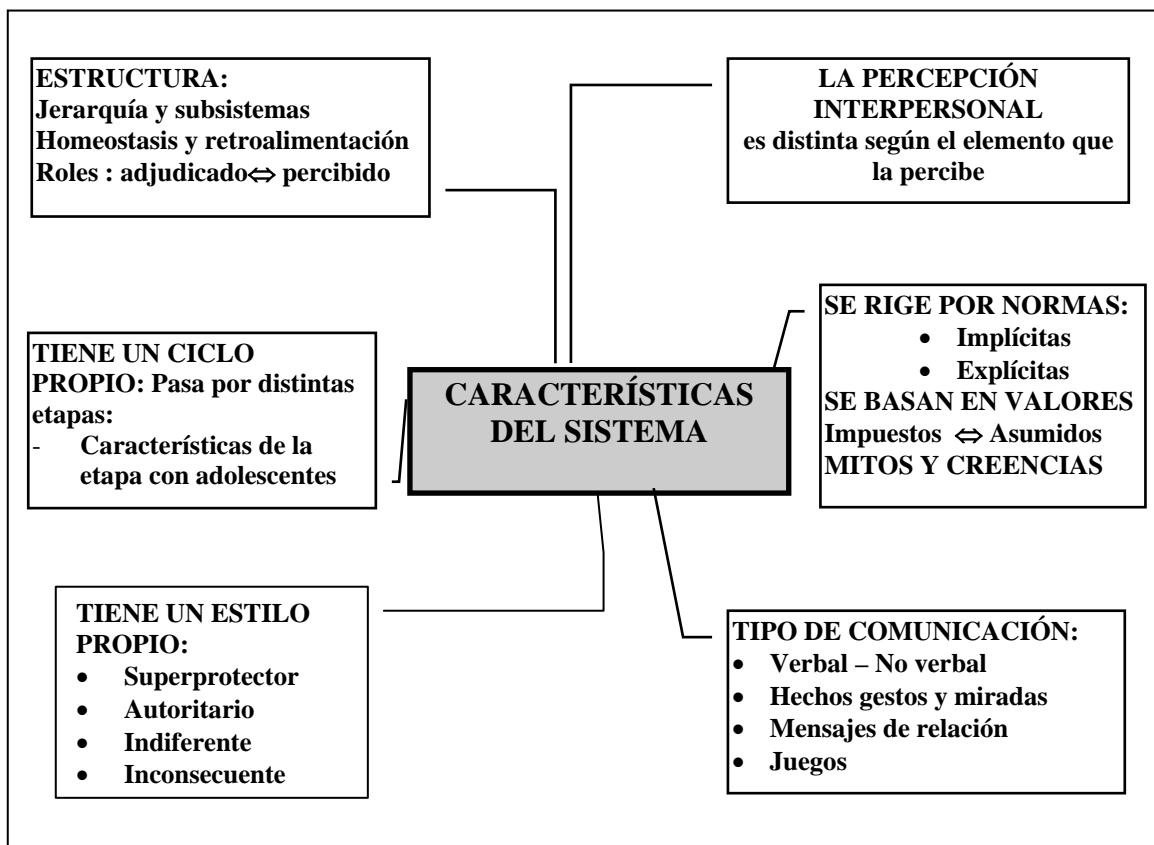 ESTRUCTURA:
Jerarquía y subsistemas
Homeostasis y retroalimentación
Roles : adjudicado⇔ percibido
LA PERCEPCIÓN
INTERPERSONAL
es distinta según el elemento que
la percibe
TIENE UN CICLO
PROPIO: Pasa por distintas
etapas:
- Características de la
etapa con adolescentes
CARACTERÍSTICAS
DEL SISTEMA
SE RIGE POR NORMAS:
• Implícitas
• Explícitas
SE BASAN EN VALORES
Impuestos ⇔ Asumidos
MITOS Y CREENCIAS
TIENE UN ESTILO
PROPIO:
• Superprotector
• Autoritario
• Indiferente
• Inconsecuente
TIPO DE COMUNICACIÓN:
• Verbal – No verbal
• Hechos gestos y miradas
• Mensajes de relación
• Juegos